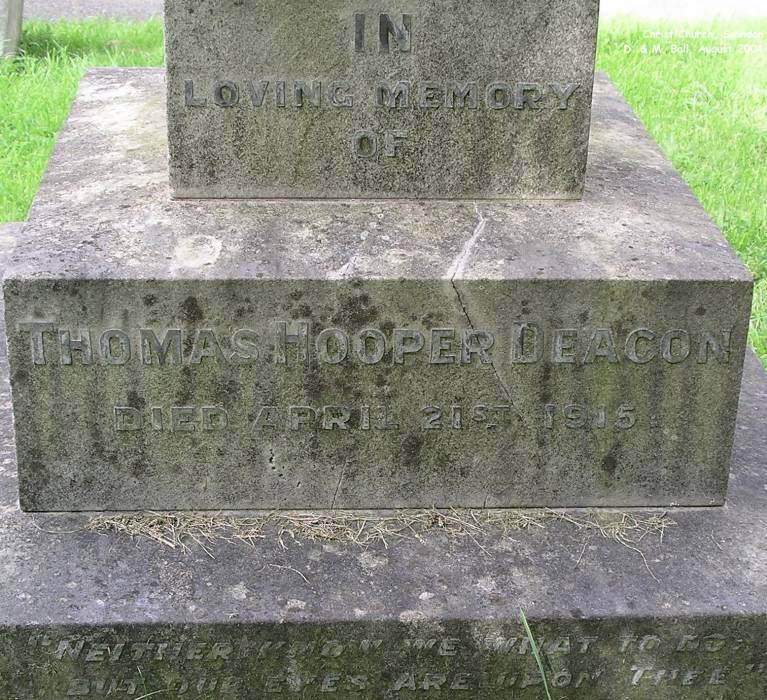 Christ Church, Swindon
D. & M. Ball, August 2004
IN
LOVING MEMORY
OF
THOMAS HOOPER DEACON
DIED APRIL 21ST 1915.
"NEITHER KNOW WE WHAT TO DO:
BUT OUR EYES ARE UPON THEE"